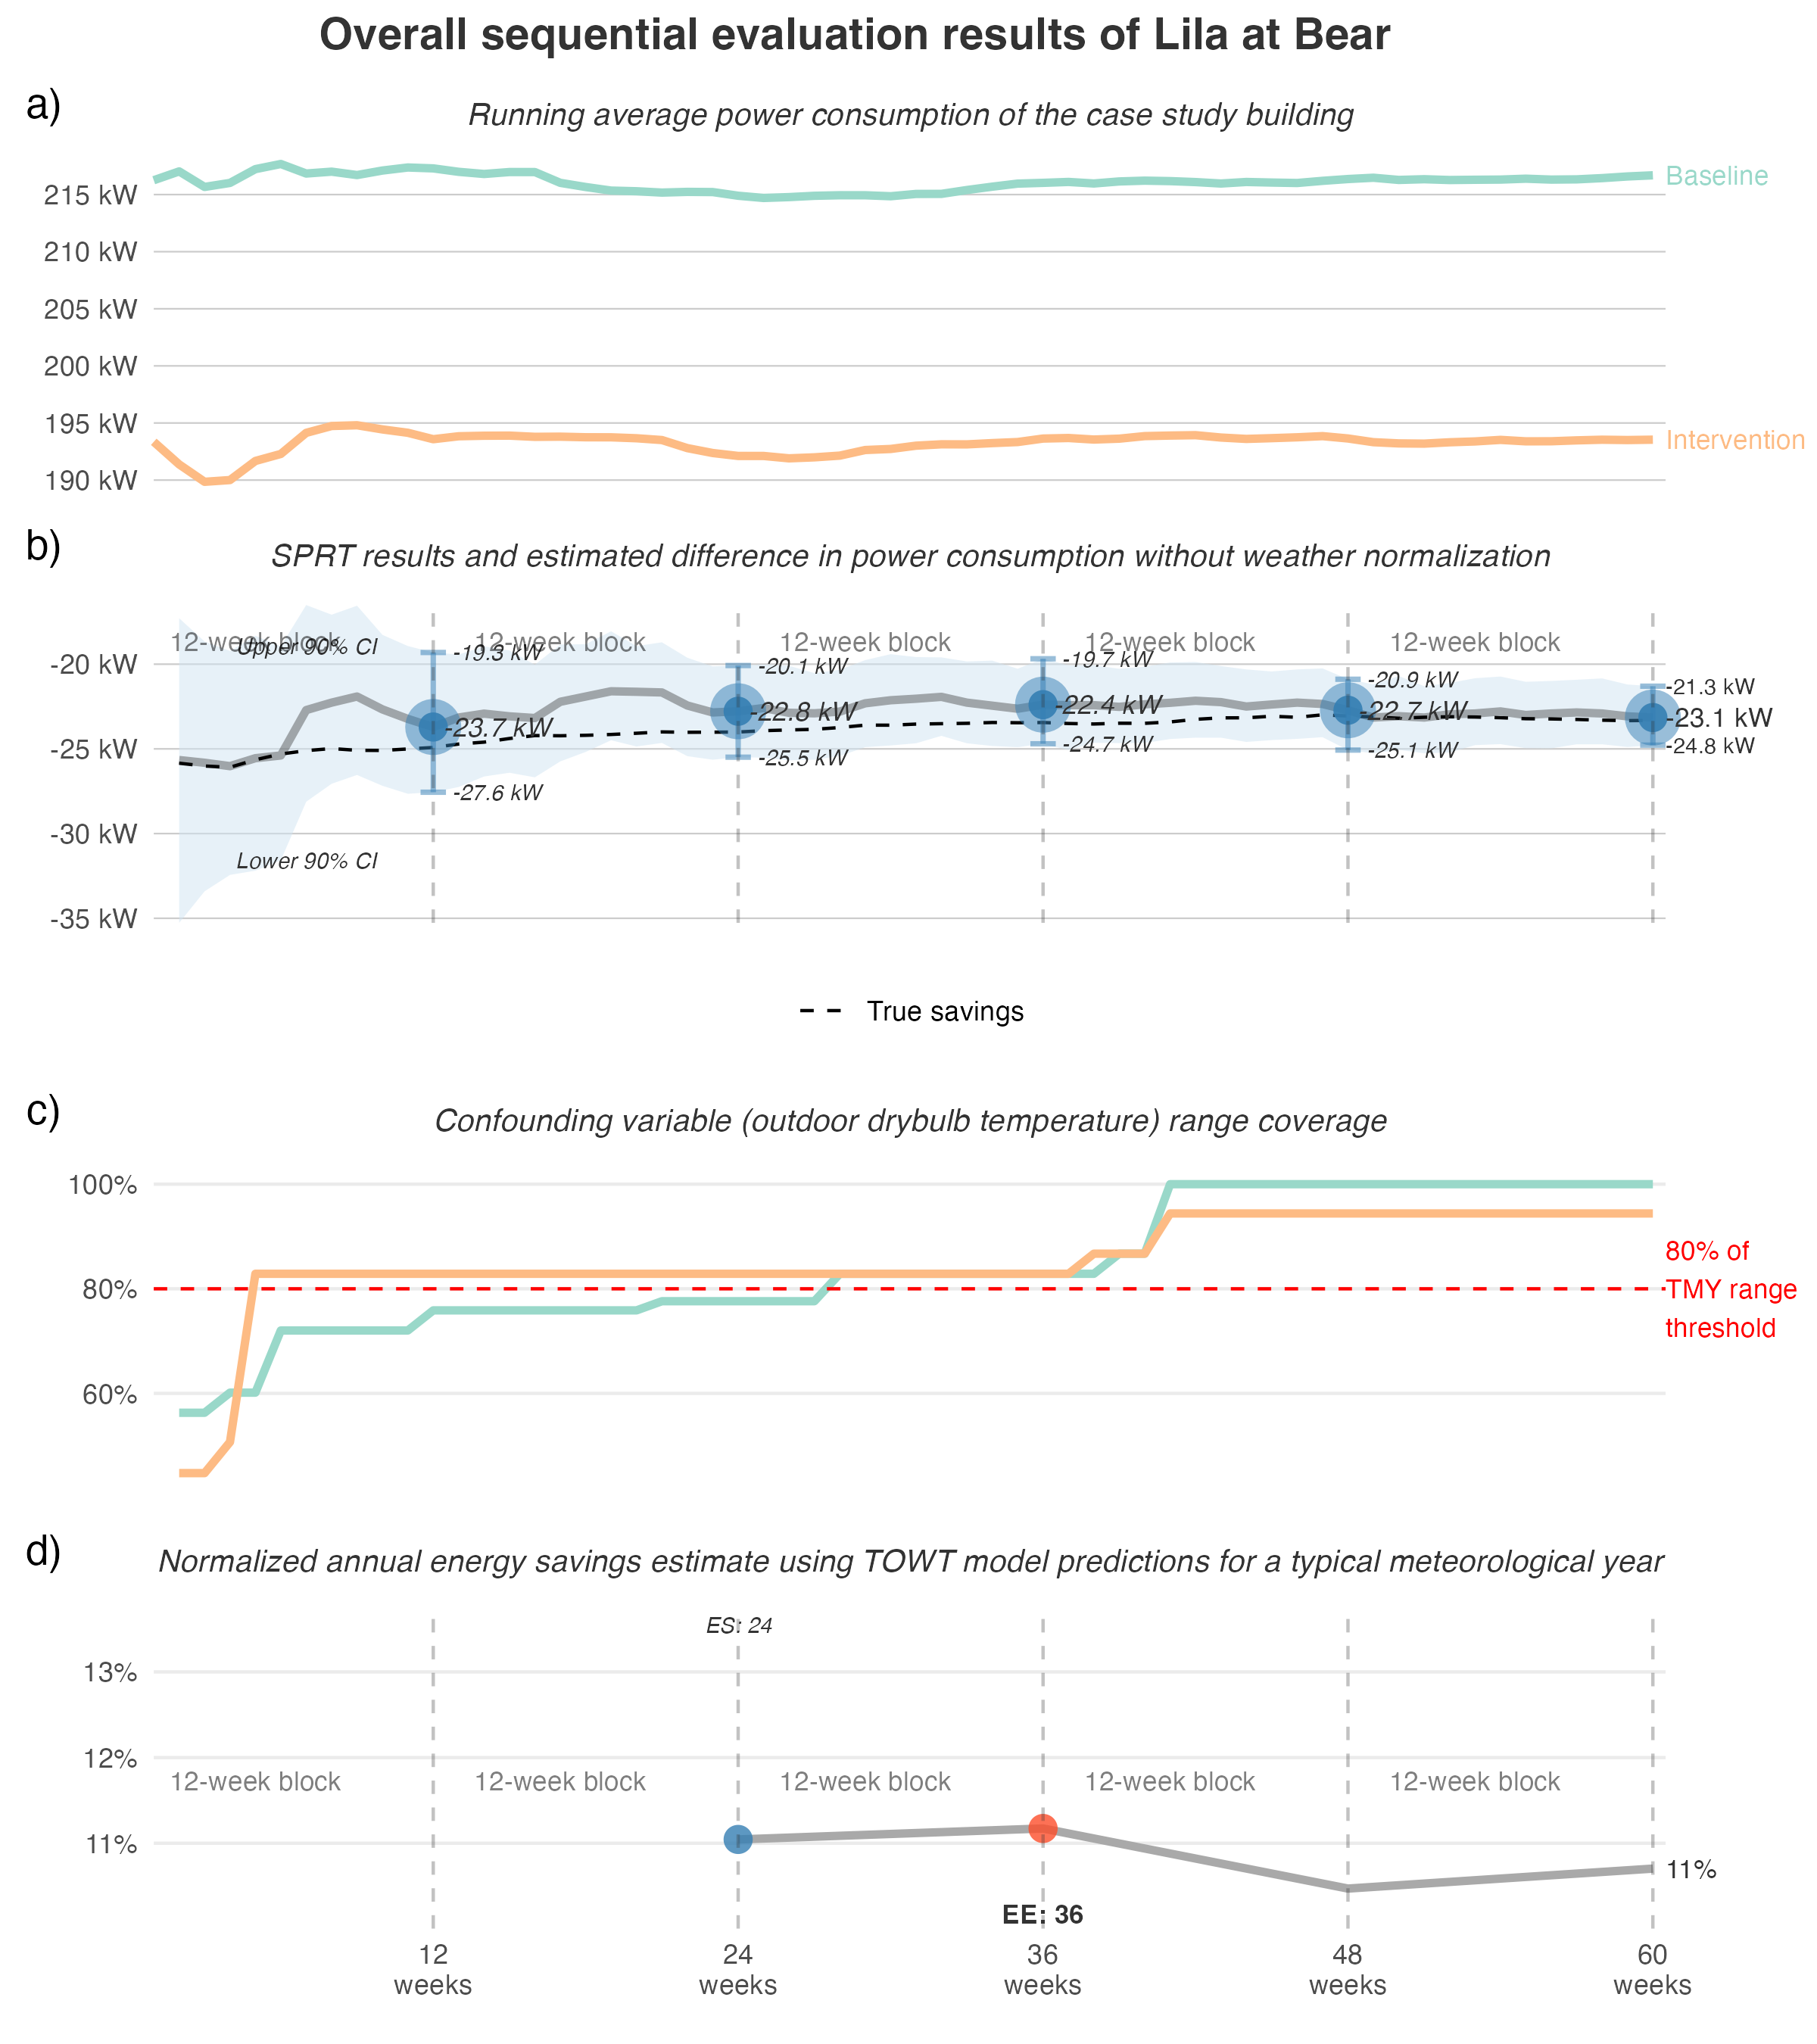 Overall sequential evaluation results of Lila at Bear
a)
Running average power consumption of the case study building
215 kW
210 kW
205 kW
200 kW
195 kW
190 kW
Baseline
Intervention
b)
SPRT results and estimated difference in power consumption without weather normalization
12-week block
12-week block
12-week block
12-week block
12-week block
Upper 90% CI
Lower 90% CI
-20 kW
-25 kW
-30 kW
-35 kW
-19.3 kW
-23.7 kW
-27.6 kW
-20.1 kW
-22.8 kW
-25.5 kW
-19.7 kW
-22.4 kW
-24.7 kW
-20.9 kW
-22.7 kW
-25.1 kW
-21.3 kW
-23.1 kW
-24.8 kW
True savings
c)
Confounding variable (outdoor drybulb temperature) range coverage
100%
80%
60%
80% of
TMY range
threshold
d)
Normalized annual energy savings estimate using TOWT model predictions for a typical meteorological year
ES: 24
13%
12%
11%
12-week block
12-week block
12-week block
12-week block
12-week block
11%
EE: 36
12
weeks
24
weeks
36
weeks
48
weeks
60
weeks